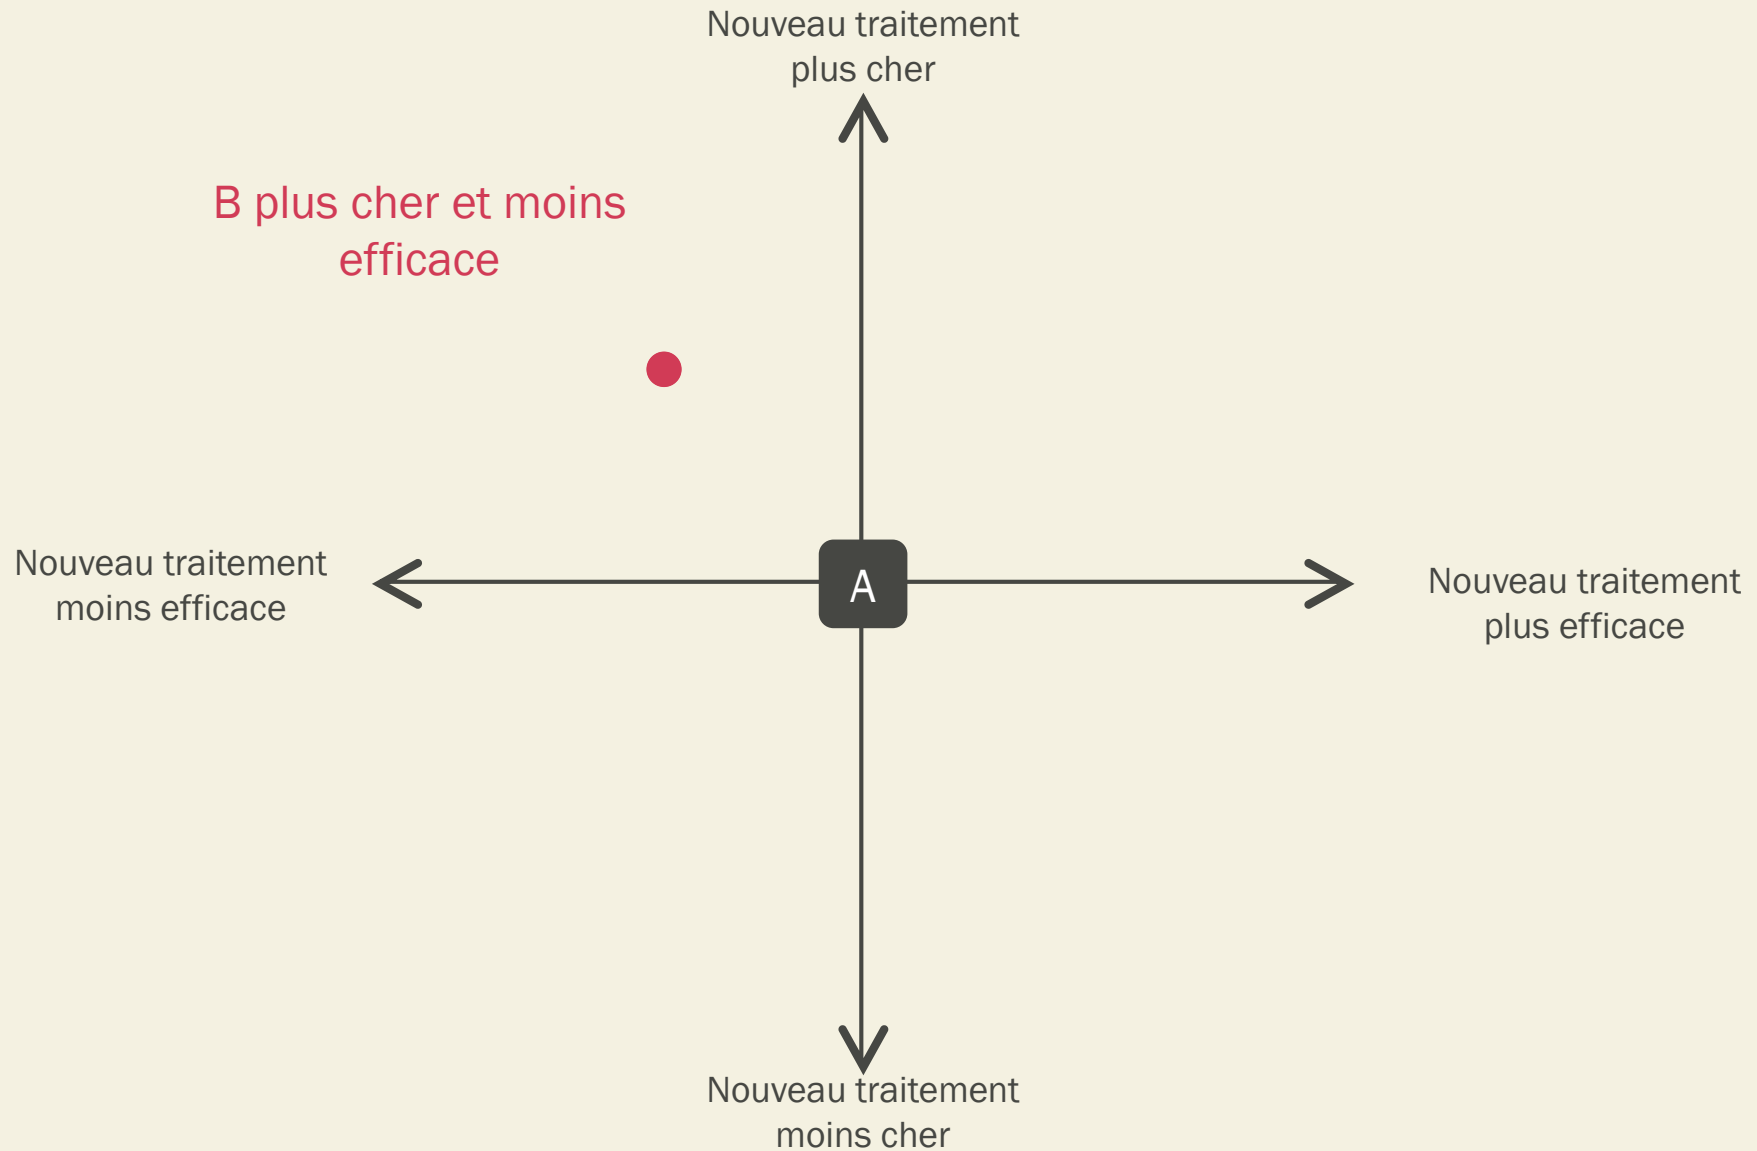 Nouveau traitement
plus cher
B plus cher et moins
efficace
Nouveau traitement
moins efficace
A
Nouveau traitement
plus efficace
Nouveau traitement
moins cher